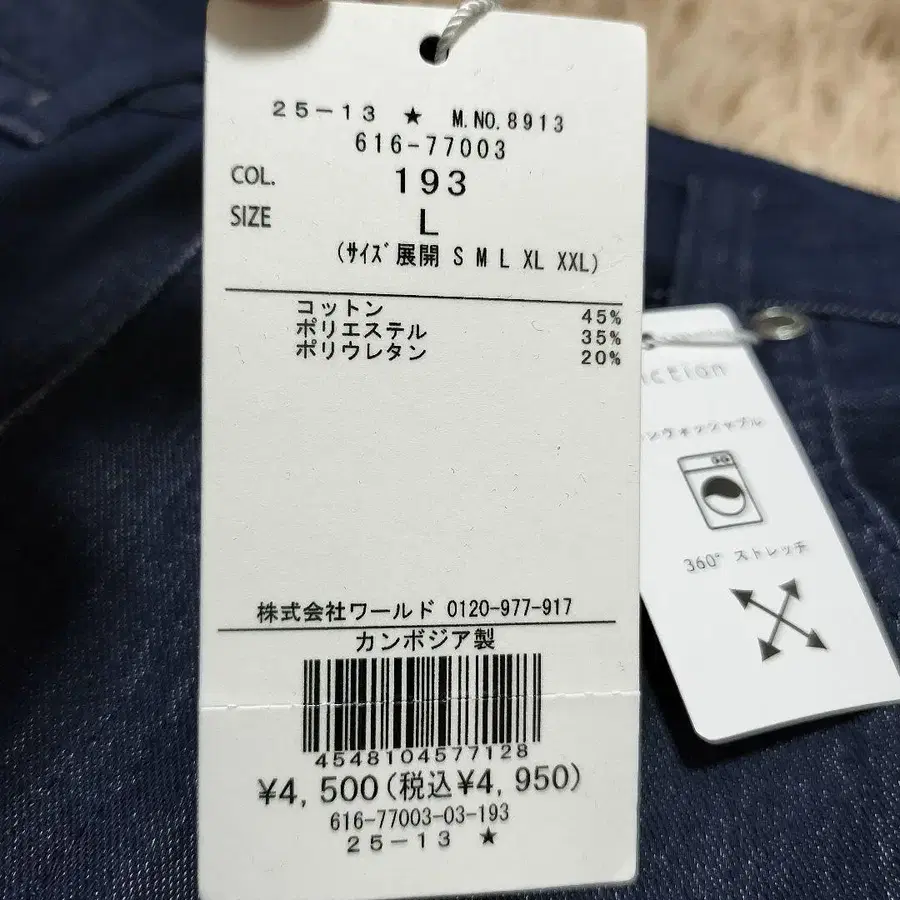 25-13 ★ M.NO.8913
616-77003
COL. 193
SIZE L
(ｻｲｽﾞ展開 S M L XL XXL)
コットン 45%
ポリエステル 35%
ポリウレタン 20%
株式会社ワールド 0120-977-917
カンボジア製
4548104577128
¥4,500(税込¥4,950)
616-77003-03-193
25-13 ★
360° ストレッチ